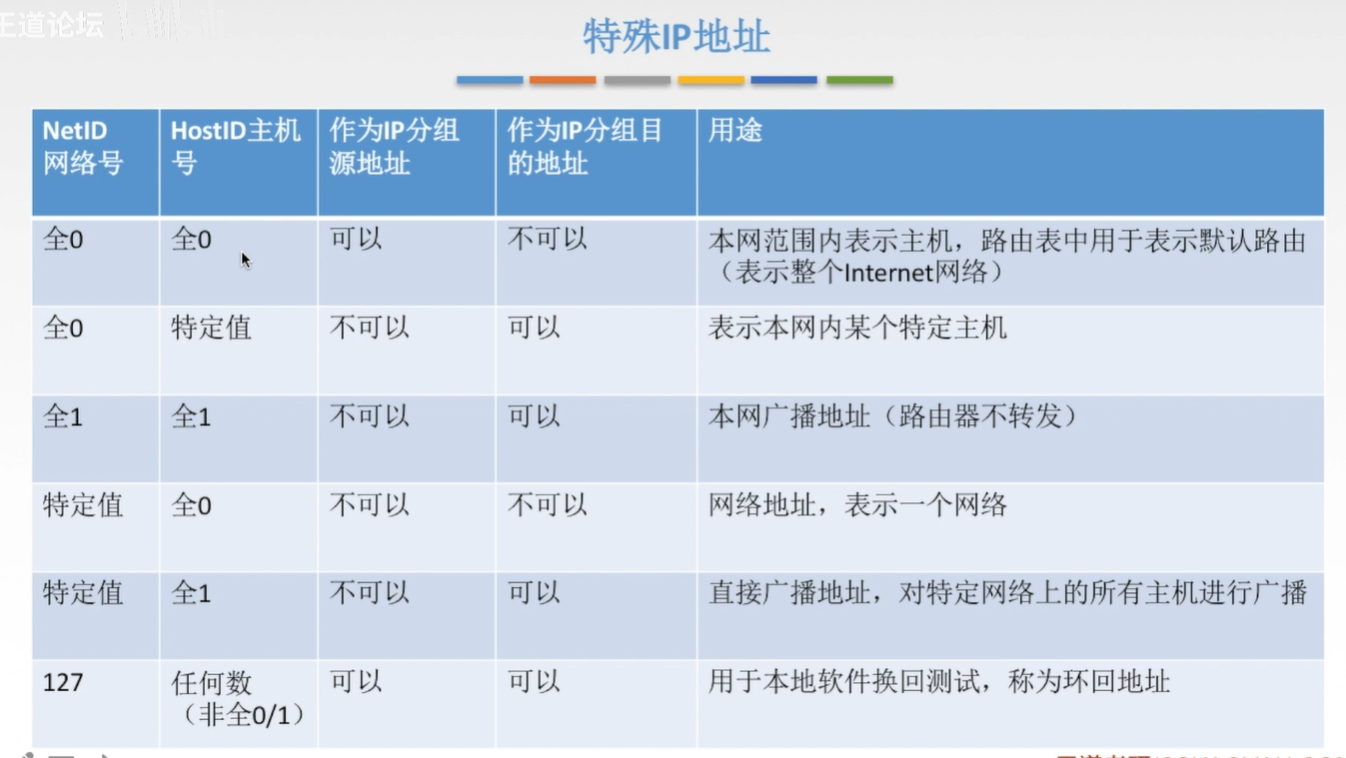 王道论坛
特殊IP地址
NetID
网络号
HostID主机
号
作为IP分组
源地址
作为IP分组目
的地址
用途
全0
全0
可以
不可以
本网范围内表示主机，路由表中用于表示默认路由
（表示整个Internet网络）
全0
特定值
不可以
可以
表示本网内某个特定主机
全1
全1
不可以
可以
本网广播地址（路由器不转发）
特定值
全0
不可以
不可以
网络地址，表示一个网络
特定值
全1
不可以
可以
直接广播地址，对特定网络上的所有主机进行广播
127
任何数
（非全0/1）
可以
可以
用于本地软件换回测试，称为环回地址